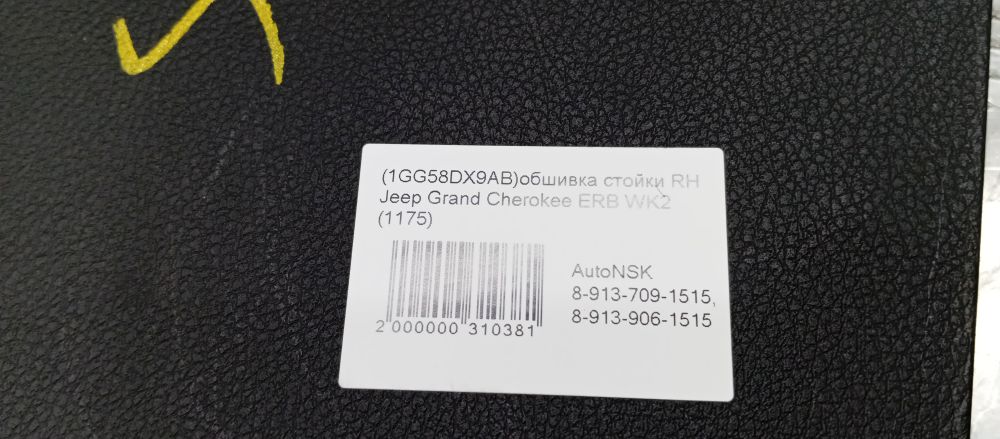 (1GG58DX9AB)обшивка стойки RH
Jeep Grand Cherokee ERB WK2
(1175)
2 000000 310381
AutoNSK
8-913-709-1515,
8-913-906-1515